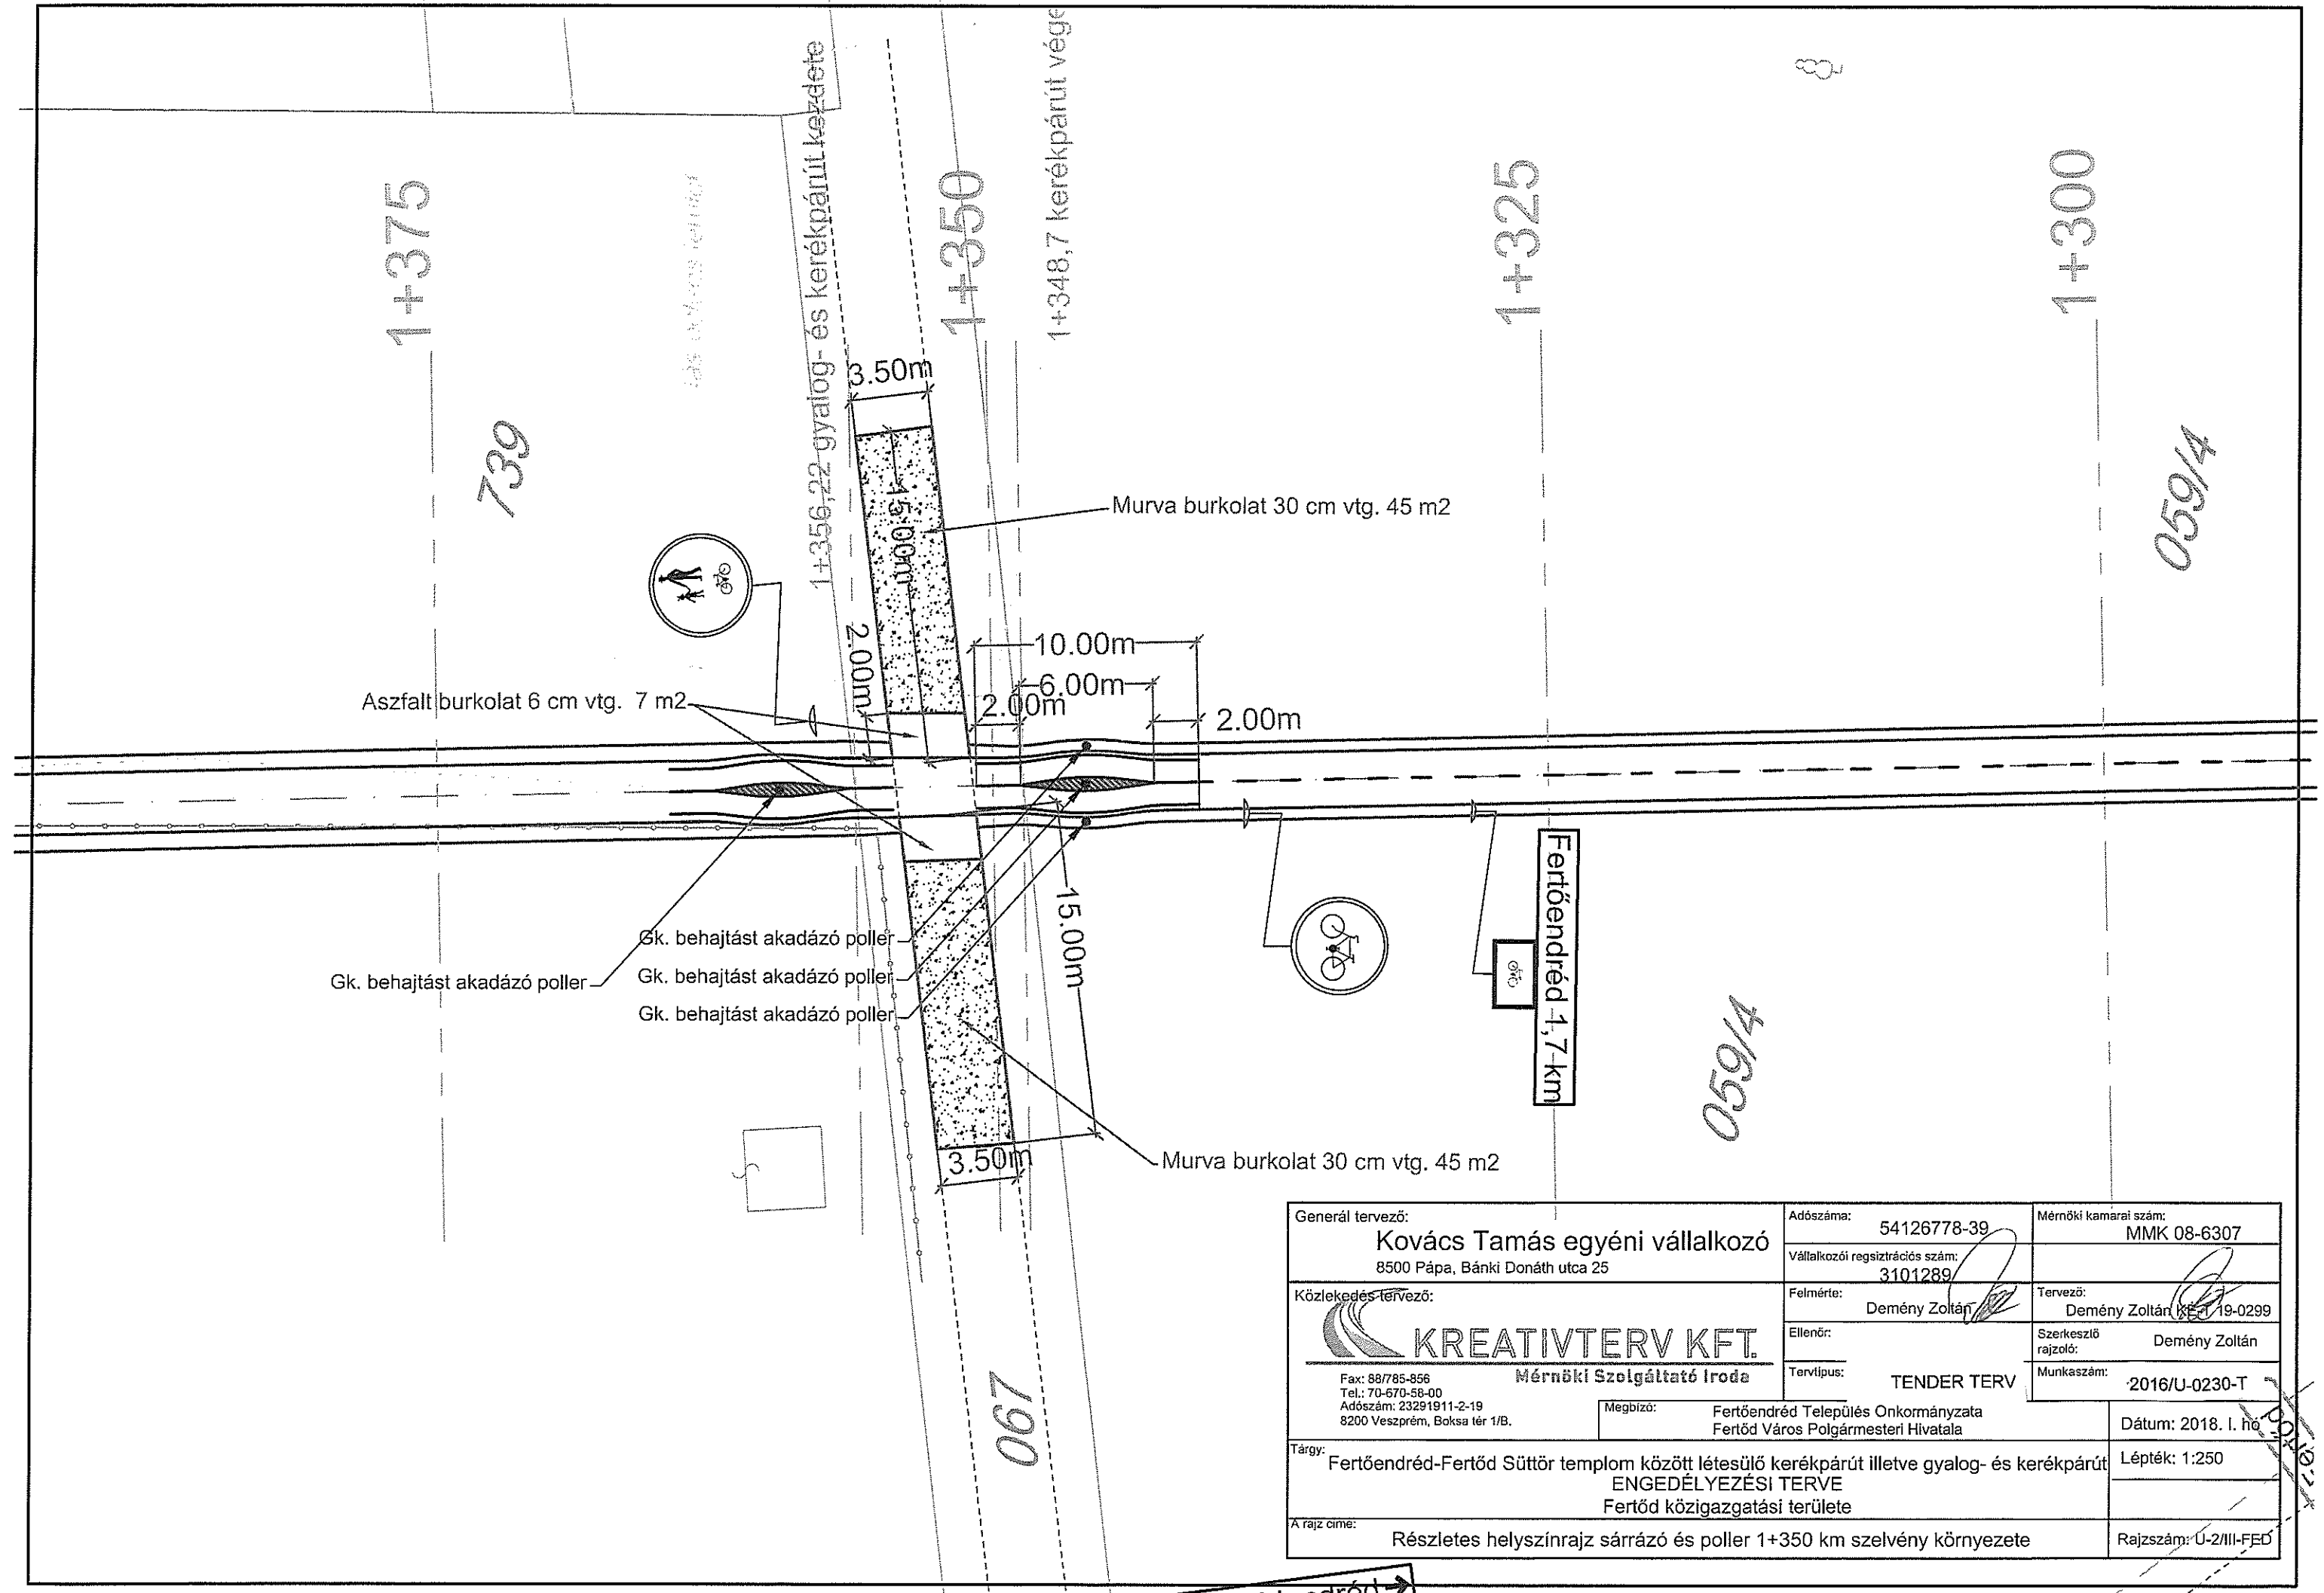 1+375
1+356,22 gyalog- és kerékpárút kezdete
1+350
1+348,7 kerékpárút vége
1+325
1+300
739
059/4
3.50m
15.00m
Murva burkolat 30 cm vtg. 45 m2
2.00m
10.00m
6.00m
2.00m
2.00m
Aszfalt burkolat 6 cm vtg. 7 m2
Gk. behajtást akadázó poller
Gk. behajtást akadázó poller
Gk. behajtást akadázó poller
Gk. behajtást akadázó poller
15.00m
Fertőendréd 1,7 km
059/4
3.50m
Murva burkolat 30 cm vtg. 45 m2
067
Generál tervező:
Kovács Tamás egyéni vállalkozó
8500 Pápa, Bánki Donáth utca 25
Adószáma:
54126778-39
Mérnöki kamarai szám:
MMK 08-6307
Vállalkozói regsiztrációs szám:
3101289
Közlekedés tervező:
KREATIVTERV KFT.
Mérnöki Szolgáltató Iroda
Fax: 88/785-856
Tel.: 70-670-58-00
Adószám: 23291911-2-19
8200 Veszprém, Boksa tér 1/B.
Felmérte:
Demény Zoltán
Tervező:
Demény Zoltán KÉ-T 19-0299
Ellenőr:
Szerkesztő
rajzoló:
Demény Zoltán
Tervtípus:
TENDER TERV
Munkaszám:
2016/U-0230-T
Megbízó:
Fertőendréd Település Onkormányzata
Fertőd Város Polgármesteri Hivatala
Dátum: 2018. I. hó
Tárgy:
Fertőendréd-Fertőd Süttör templom között létesülő kerékpárút illetve gyalog- és kerékpárút
ENGEDÉLYEZÉSI TERVE
Fertőd közigazgatási területe
Lépték: 1:250
A rajz címe:
Részletes helyszínrajz sárrázó és poller 1+350 km szelvény környezete
Rajzszám: U-2/III-FED